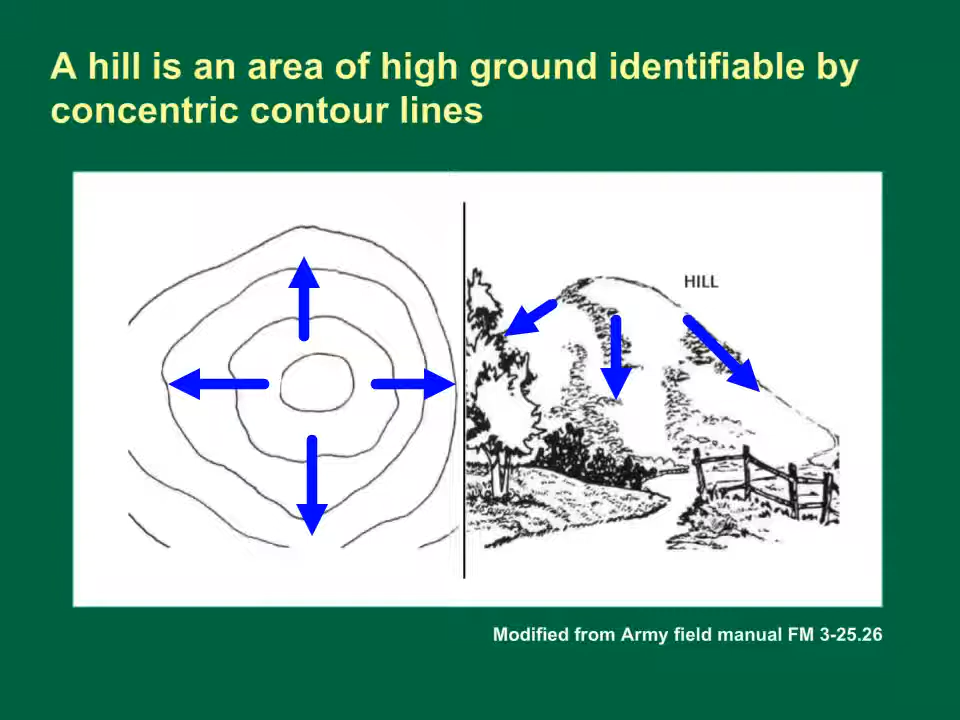 A hill is an area of high ground identifiable by
concentric contour lines
HILL
Modified from Army field manual FM 3-25.26